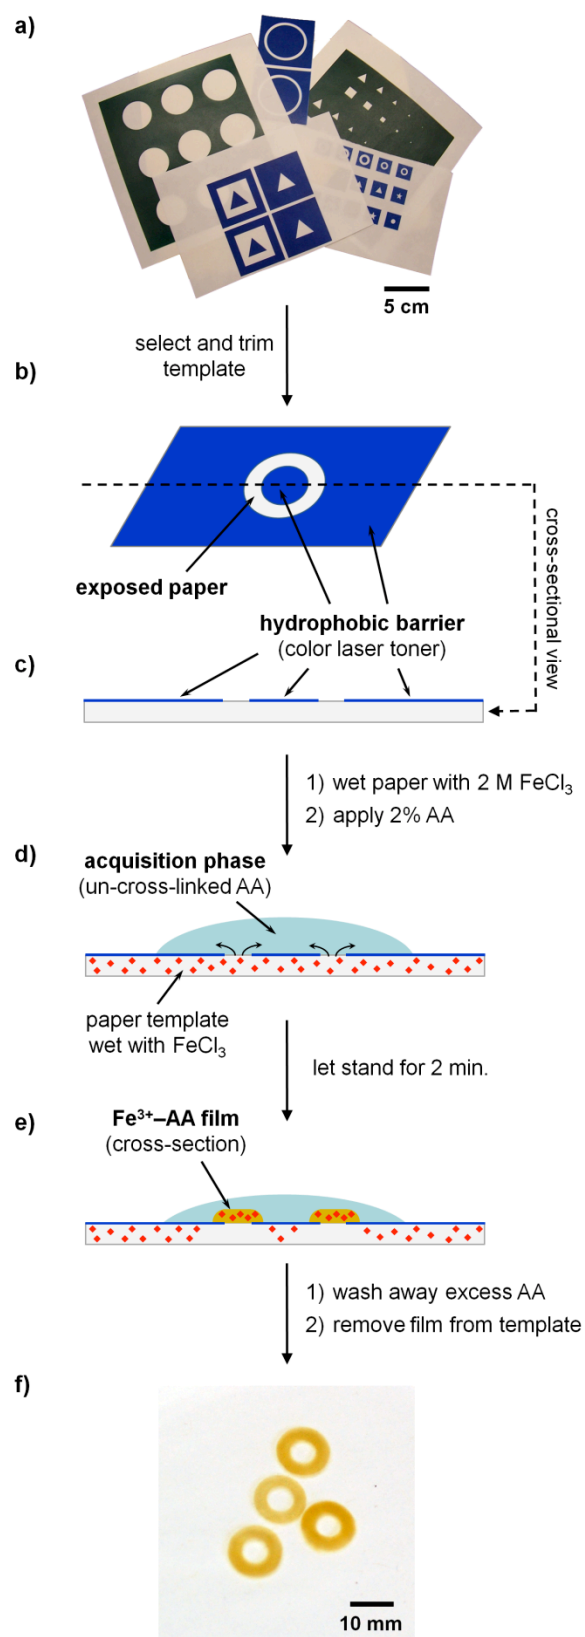 a)
5 cm
select and trim
template
b)
exposed paper
cross-sectional view
hydrophobic barrier
(color laser toner)
c)
1) wet paper with 2 M FeCl₃
2) apply 2% AA
d)
acquisition phase
(un-cross-linked AA)
paper template
wet with FeCl₃
let stand for 2 min.
e)
Fe³⁺–AA film
(cross-section)
1) wash away excess AA
2) remove film from template
f)
10 mm